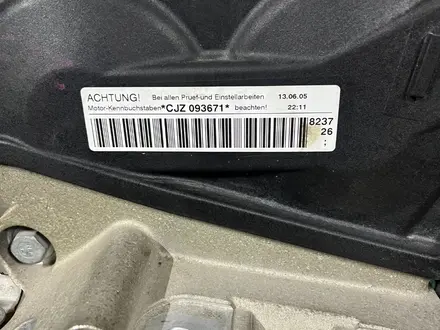 ACHTUNG! Bei allen Pruef-und Einstellarbeiten 13.06.05
Motor-Kennbuchstaben *CJZ 093671* beachten! 22:11
8237
26
: